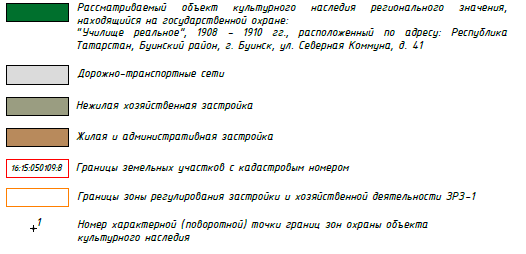 Рассматриваемый объект культурного наследия регионального значения,
находящийся на государственной охране:
"Училище реальное", 1908 - 1910 гг., расположенный по адресу: Республика
Татарстан, Буинский район, г. Буинск, ул. Северная Коммуна, д. 41
Дорожно-транспортные сети
Нежилая хозяйственная застройка
Жилая и административная застройка
16:15:050109:8 Границы земельных участков с кадастровым номером
Границы зоны регулирования застройки и хозяйственной деятельности ЗРЗ-1
+1 Номер характерной (поворотной) точки границ зон охраны объекта
культурного наследия